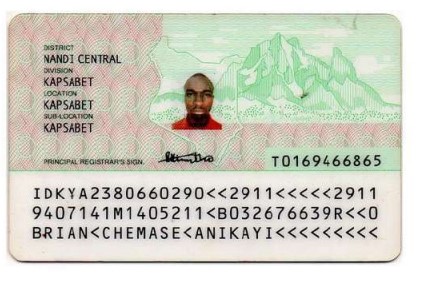 DISTRICT
NANDI CENTRAL
DIVISION
KAPSABET
LOCATION
KAPSABET
SUB-LOCATION
KAPSABET
PRINCIPAL REGISTRAR'S SIGN.
T0169466865
IDKYA2380660290<<2911<<<<<2911
9407141M1405211<B032676639R<<0
BRIAN<CHEMASE<ANIKAYI<<<<<<<<<